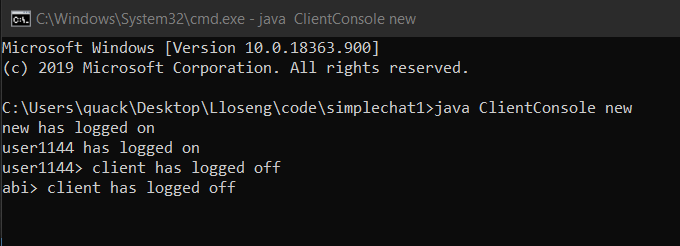 C:\Windows\System32\cmd.exe - java  ClientConsole new
Microsoft Windows [Version 10.0.18363.900]
(c) 2019 Microsoft Corporation. All rights reserved.
C:\Users\quack\Desktop\Lloseng\code\simplechat1>java ClientConsole new
new has logged on
user1144 has logged on
user1144> client has logged off
abi> client has logged off